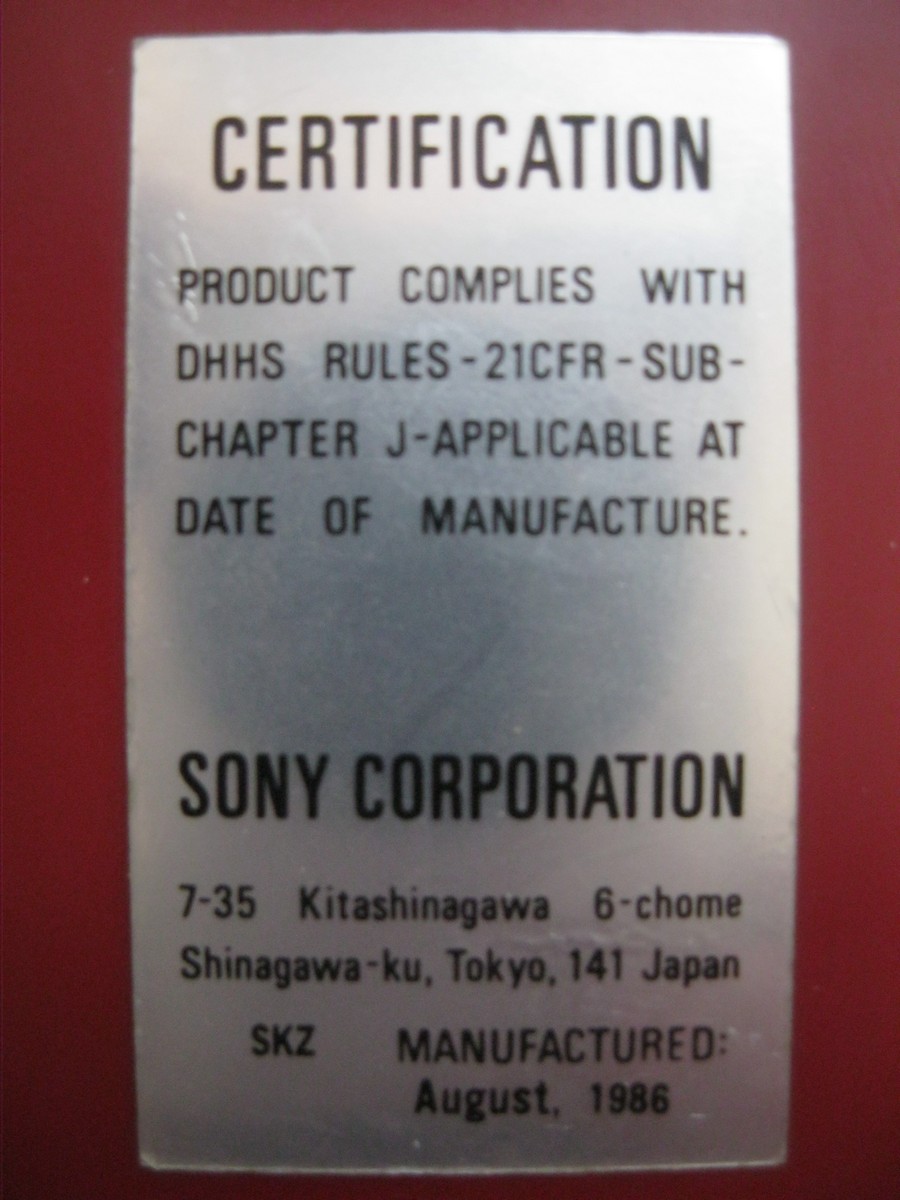 CERTIFICATION
PRODUCT COMPLIES WITH
DHHS RULES-21CFR-SUB-
CHAPTER J-APPLICABLE AT
DATE OF MANUFACTURE.
SONY CORPORATION
7-35 Kitashinagawa 6-chome
Shinagawa-ku, Tokyo, 141 Japan
SKZ MANUFACTURED:
August, 1986